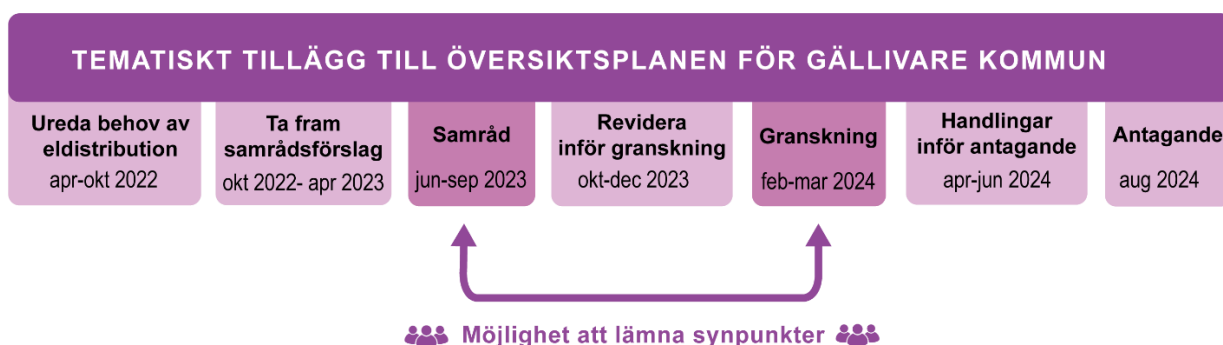 TEMATISKT TILLÄGG TILL ÖVERSIKTSPLANEN FÖR GÄLLIVARE KOMMUN
Ureda behov av
eldistribution
apr-okt 2022
Ta fram
samrådsförslag
okt 2022- apr 2023
Samråd
jun-sep 2023
Revidera
inför granskning
okt-dec 2023
Granskning
feb-mar 2024
Handlingar
inför antagande
apr-jun 2024
Antagande
aug 2024
Möjlighet att lämna synpunkter